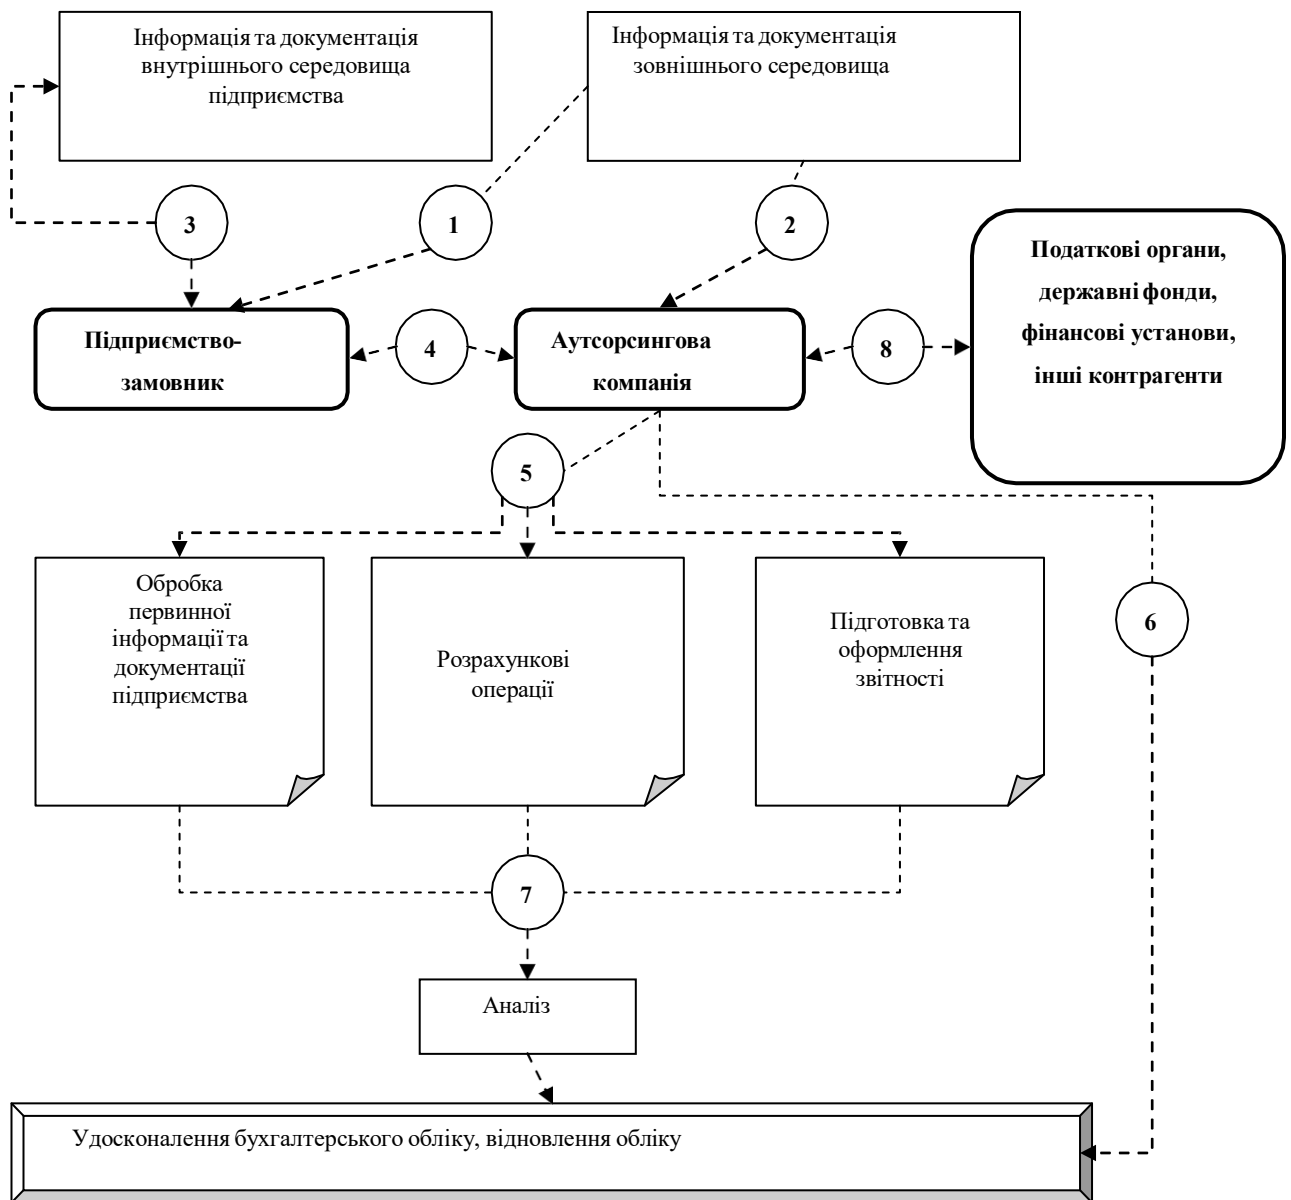 Інформація та документація
внутрішнього середовища
підприємства
Інформація та документація
зовнішнього середовища
3
1
2
Податкові органи,
державні фонди,
фінансові установи,
інші контрагенти
Підприємство-
замовник
4
Аутсорсингова
компанія
8
5
Обробка
первинної
інформації та
документації
підприємства
Розрахункові
операції
Підготовка та
оформлення
звітності
6
7
Аналіз
Удосконалення бухгалтерського обліку, відновлення обліку